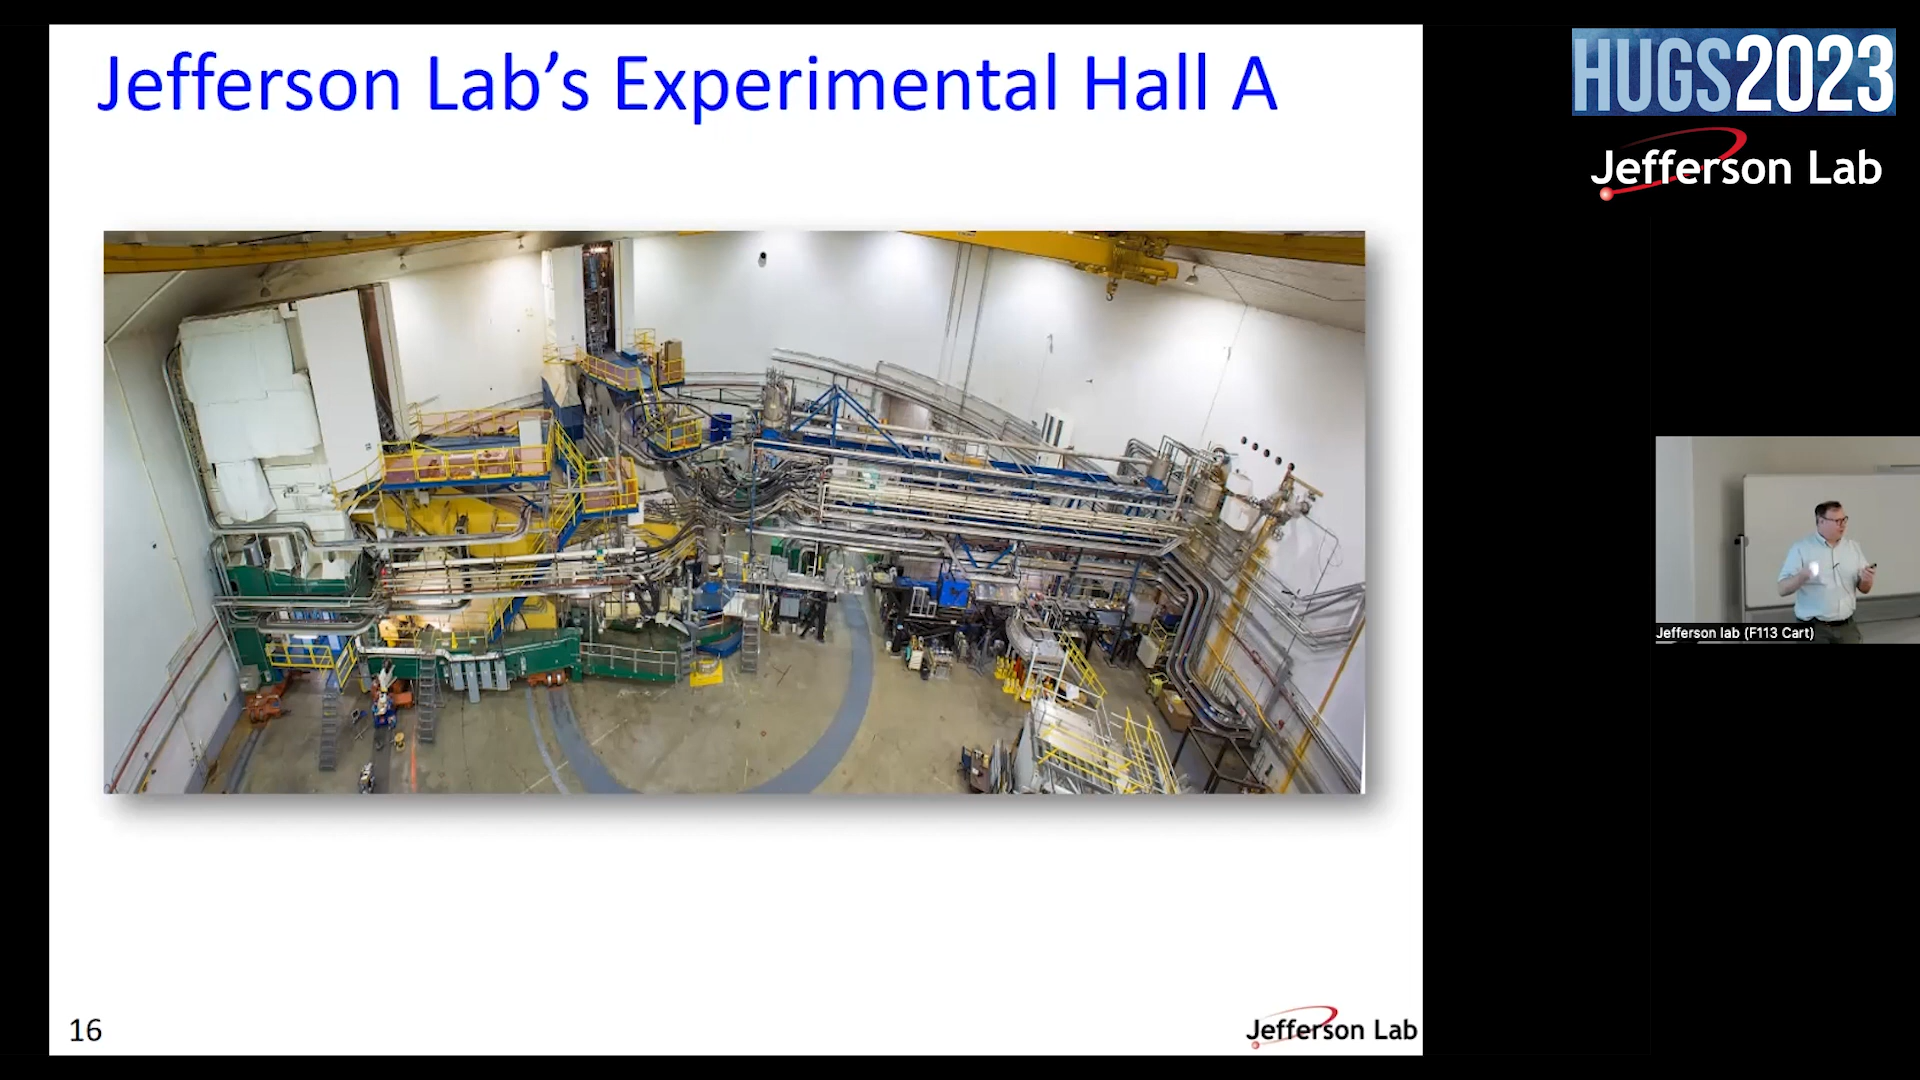 Jefferson Lab’s Experimental Hall A
16
Jefferson Lab
HUGS2023
Jefferson Lab
Jefferson lab (F113 Cart)